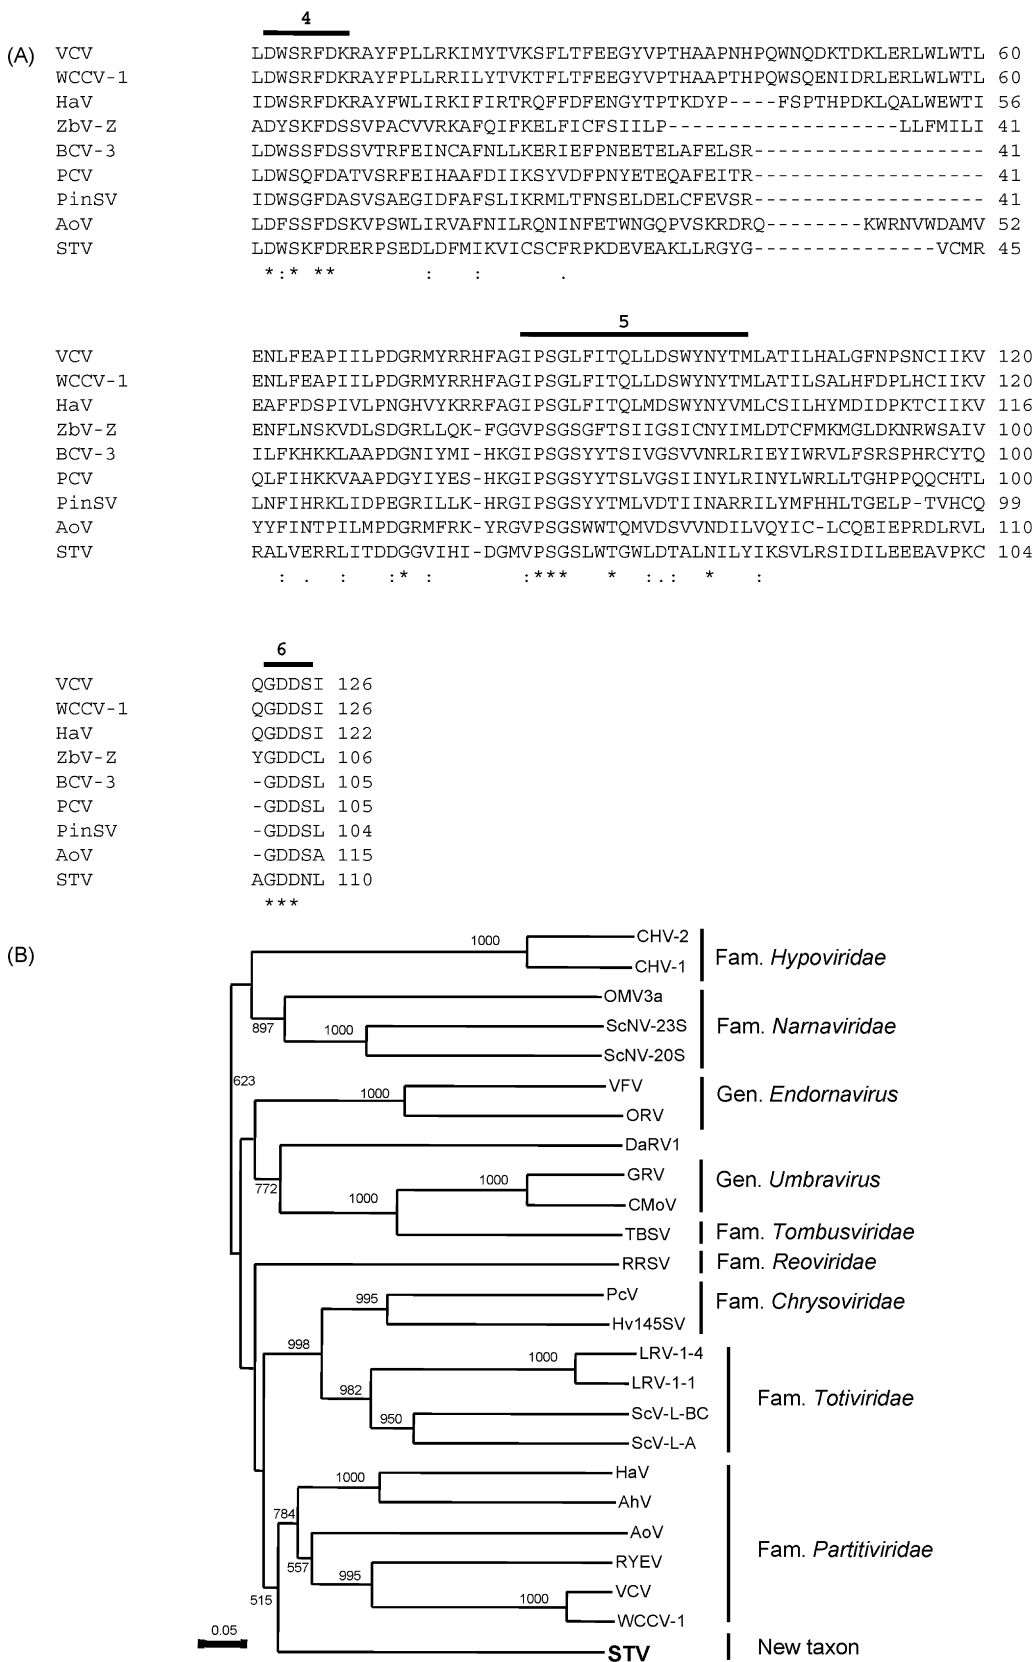 (A)
4
VCV LDWSRFDKRAYFPLLRKIMYTVKSFLTFEEGYVPTHAAPNHPQWNQDKTDKLERLWLWTL 60
WCCV-1 LDWSRFDKRAYFPLLRRILYTVKTFLTFEEGYVPTHAAPTHPQWSQENIDRLERLWLWTL 60
HaV IDWSRFDKRAYFWLIRKIFIRTRQFFDFENGYTPTKDYP----FSPTHPDKLQALWEWTI 56
ZbV-Z ADYSKFDSSVPACVVRKAFQIFKELFICFSIILP-------------------LLFMILI 41
BCV-3 LDWSSFDSSVTRFEINCAFNLLKERIEFPNEETELAFELSR------------------- 41
PCV LDWSQFDATVSRFEIHAAFDIIKSYVDFPNYETEQAFEITR------------------- 41
PinSV IDWSGFDASVSAEGIDFAFSLIKRMLTFNSELDELCFEVSR------------------- 41
AoV LDFSSFDSKVPSWLIRVAFNILRQNINFETWNGQPVSKRDRQ--------KWRNVWDAMV 52
STV LDWSKFDRERPSEDLDFMIKVICSCFRPKDEVEAKLLRGYG---------------VCMR 45
*:* ** : : .
5
VCV ENLFEAPIILPDGRMYRRHFAGIPSGLFITQLLDSWYNYTMLATILHALGFNPSNCIIKV 120
WCCV-1 ENLFEAPIILPDGRMYRRHFAGIPSGLFITQLLDSWYNYTMLATILSALHFDPLHCIIKV 120
HaV EAFFDSPIVLPNGHVYKRRFAGIPSGLFITQLMDSWYNYVMLCSILHYMDIDPKTCIIKV 116
ZbV-Z ENFLNSKVDLSDGRLLQK-FGGVPSGSGFTSIIGSICNYIMLDTCFMKMGLDKNRWSAIV 100
BCV-3 ILFKHKKLAAPDGNIYMI-HKGIPSGSYYTSIVGSVVNRLRIEYIWRVLFSRSPHRCYTQ 100
PCV QLFIHKKVAAPDGYIYES-HKGIPSGSYYTSLVGSIINYLRINYLWRLLTGHPPQQCHTL 100
PinSV LNFIHRKLIDPEGRILLK-HRGIPSGSYYTMLVDTIINARRILYMFHHLTGELP-TVHCQ 99
AoV YYFINTPILMPDGRMFRK-YRGVPSGSWWTQMVDSVVNDILVQYIC-LCQEIEPRDLRVL 110
STV RALVERRLITDDGGVIHI-DGMVPSGSLWTGWLDTALNILYIKSVLRSIDILEEEAVPKC 104
: . : :* : :*** * :.: * :
6
VCV QGDDSI 126
WCCV-1 QGDDSI 126
HaV QGDDSI 122
ZbV-Z YGDDCL 106
BCV-3 -GDDSL 105
PCV -GDDSL 105
PinSV -GDDSL 104
AoV -GDDSA 115
STV AGDDNL 110
***
(B)
1000 CHV-2
CHV-1
Fam. Hypoviridae
OMV3a
897 1000 ScNV-23S
ScNV-20S
Fam. Narnaviridae
623
1000 VFV
ORV
Gen. Endornavirus
DaRV1
772
1000 GRV
CMoV
Gen. Umbravirus
1000
TBSV Fam. Tombusviridae
RRSV Fam. Reoviridae
995 PcV
Hv145SV
Fam. Chrysoviridae
998
1000 LRV-1-4
LRV-1-1
982
950 ScV-L-BC
ScV-L-A
Fam. Totiviridae
1000 HaV
AhV
784
AoV
557
995 RYEV
1000 VCV
WCCV-1
Fam. Partitiviridae
515
0.05
STV New taxon